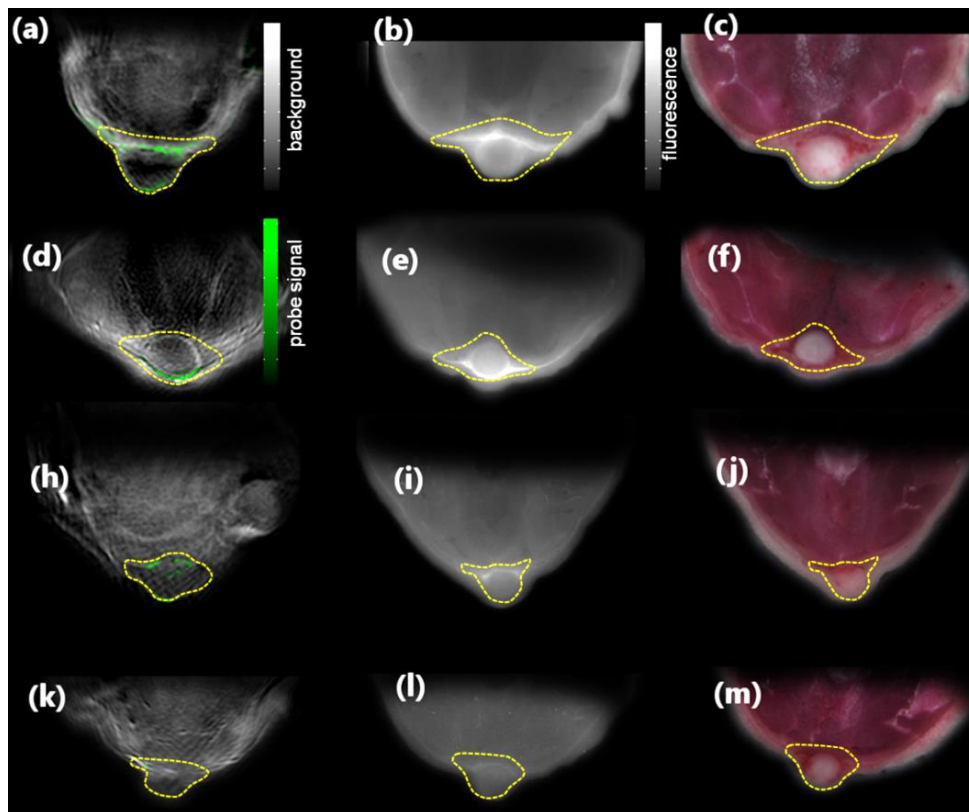 (a)
background
(b)
fluorescence
(c)
(d)
probe signal
(e)
(f)
(h)
(i)
(j)
(k)
(l)
(m)